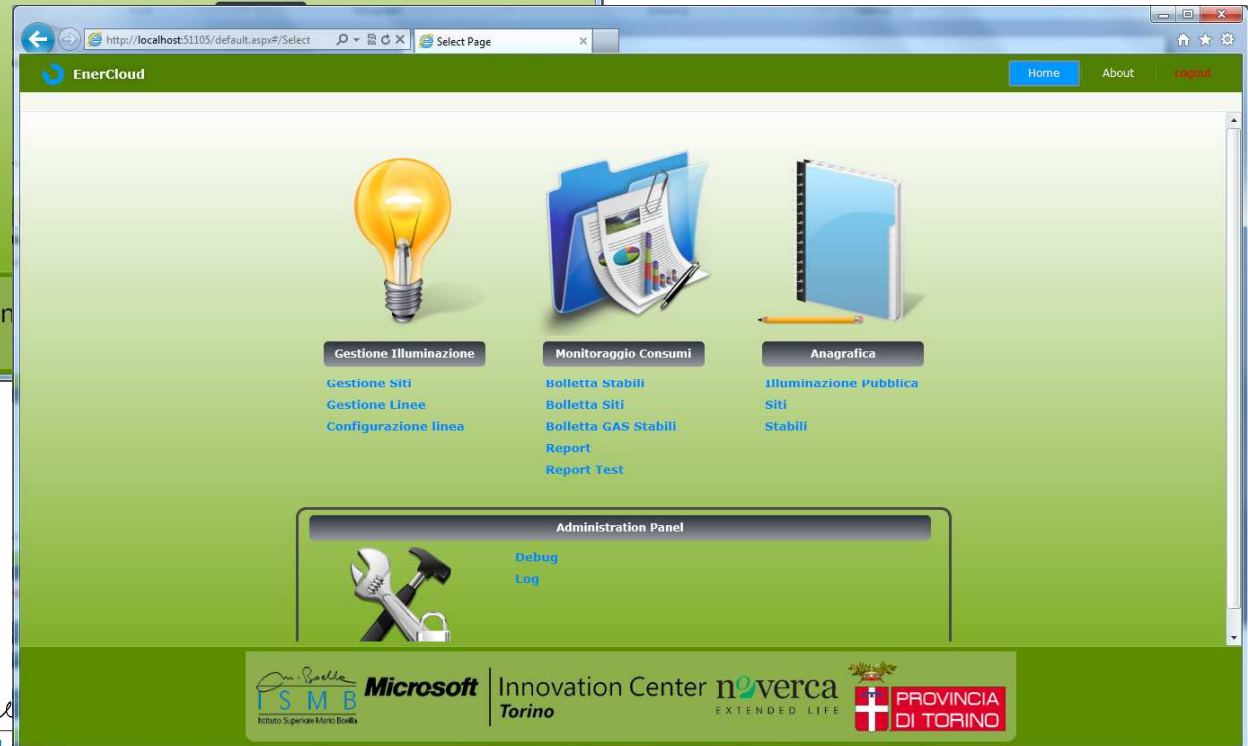 http://localhost:51105/default.aspx#/Select
Select Page
EnerCloud
Home
About
Logout
Gestione Illuminazione
Gestione Siti
Gestione Linee
Configurazione linea
Monitoraggio Consumi
Bolletta Stabili
Bolletta Siti
Bolletta GAS Stabili
Report
Report Test
Anagrafica
Illuminazione Pubblica
Siti
Stabili
Administration Panel
Debug
Log
ISMB
Istituto Superiore Mario Boella
Microsoft
Innovation Center
Torino
noverca
EXTENDED LIFE
PROVINCIA
DI TORINO